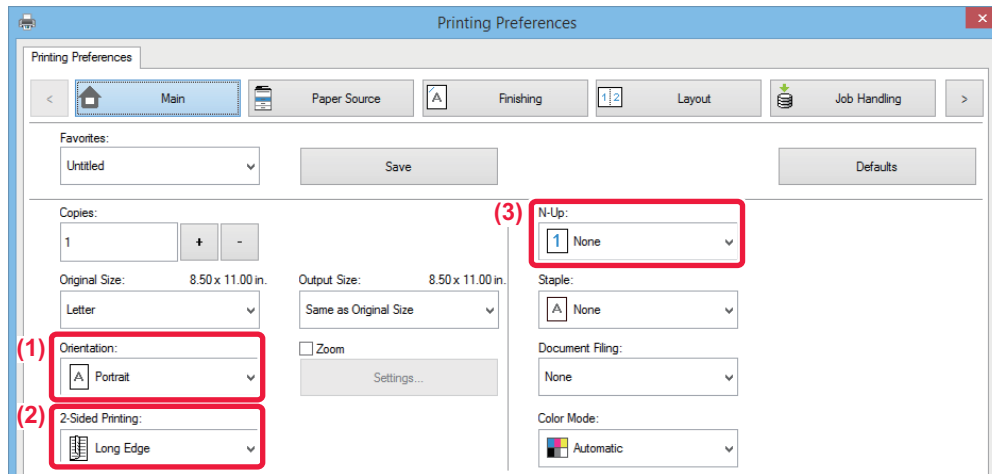 Printing Preferences
Printing Preferences
< Main Paper Source Finishing Layout Job Handling >
Favorites:
Untitled Save Defaults
Copies: (3) N-Up:
1 + - 1 None
Original Size: 8.50 x 11.00 in. Output Size: 8.50 x 11.00 in. Staple:
Letter Same as Original Size A None
(1) Orientation: Zoom Document Filing:
A Portrait Settings... None
(2) 2-Sided Printing: Color Mode:
Long Edge Automatic